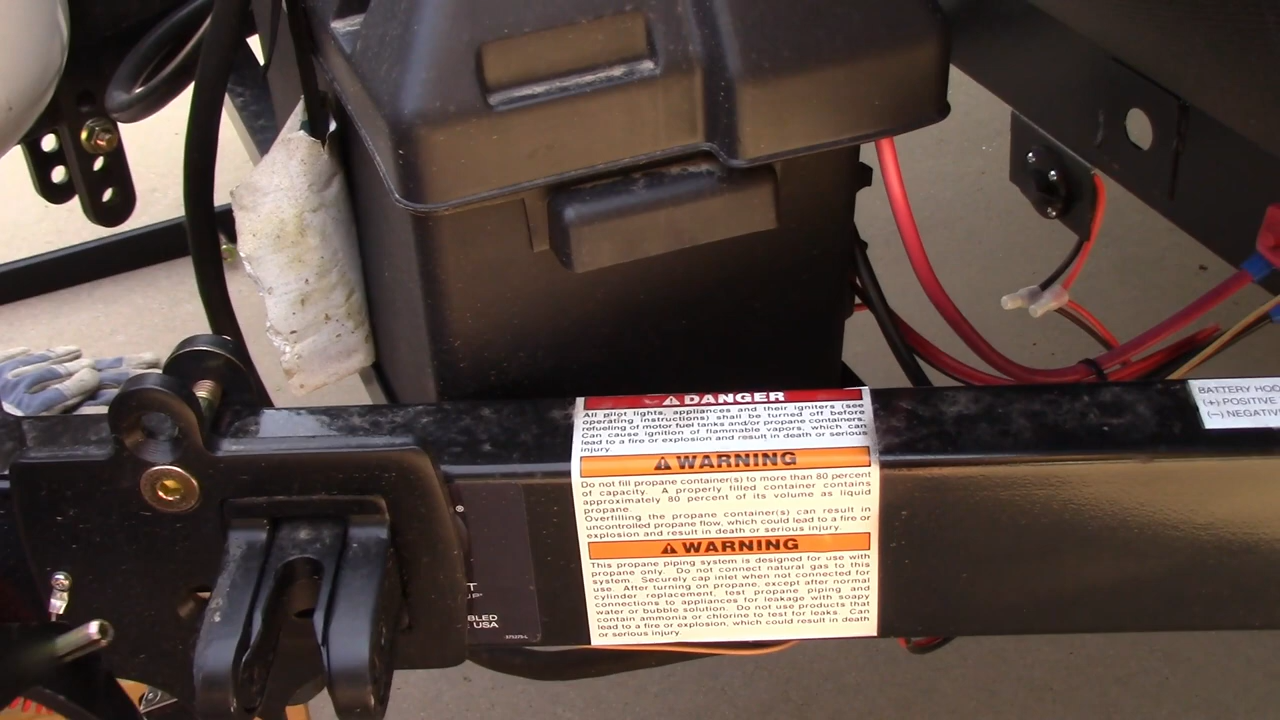 DANGER
All pilot lights, appliances and their igniters (see
operating instructions) shall be turned off before
refueling of motor fuel tanks and/or propane containers.
Can cause ignition of flammable vapors, which can
lead to a fire or explosion and result in death or serious
injury.
WARNING
Do not fill propane container(s) to more than 80 percent
of capacity. A properly filled container contains
approximately 80 percent of its volume as liquid
propane.
Overfilling the propane container(s) can result in
uncontrolled propane flow, which could lead to a fire or
explosion and result in death or serious injury.
WARNING
This propane piping system is designed for use with
propane only. Do not connect natural gas to this
system. Securely cap inlet when not connected for
use. After turning on propane, except after normal
cylinder replacement, test propane piping and
connections to appliances for leakage with soapy
water or bubble solution. Do not use products that
contain ammonia or chlorine to test for leaks. Can
lead to a fire or explosion, which could result in death
or serious injury.
BATTERY HOO
(+) POSITIVE
(−) NEGATIV
®
T
UP
BLED
USA